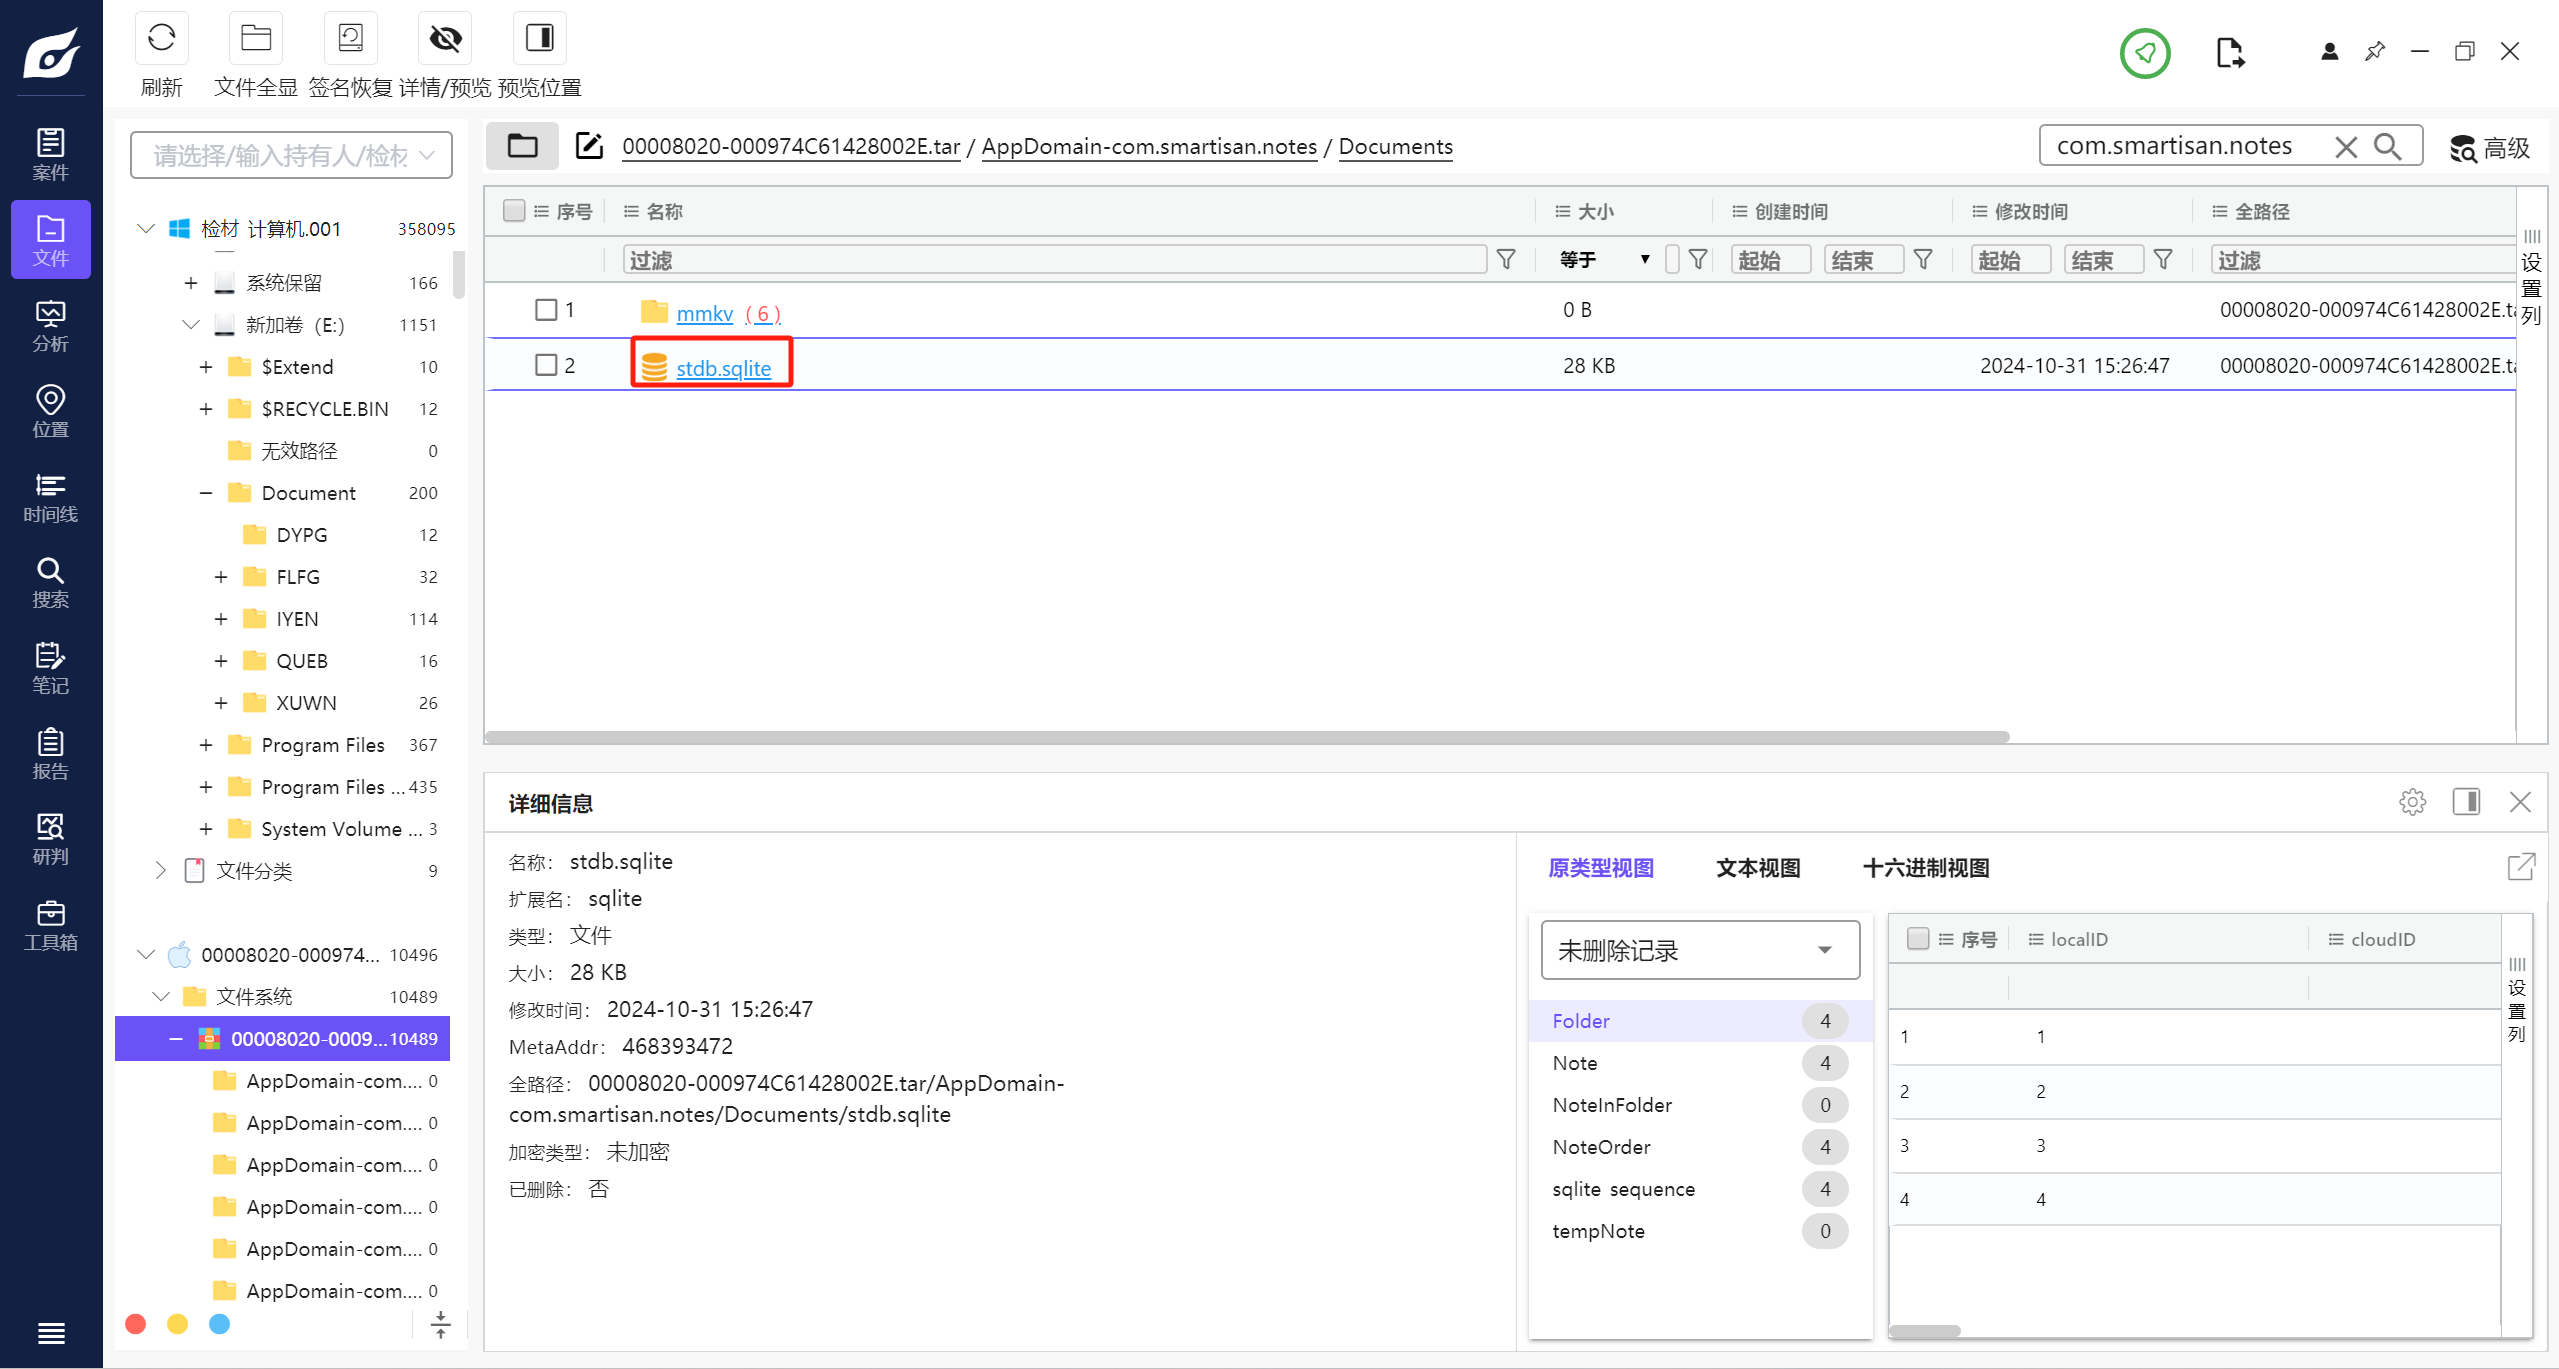 刷新
文件全显
签名恢复
详情/预览
预览位置
案件
文件
分析
位置
时间线
搜索
笔记
报告
研判
工具箱
请选择/输入持有人/检材
检材 计算机.001 358095
系统保留 166
新加卷 (E:) 1151
$Extend 10
$RECYCLE.BIN 12
无效路径 0
Document 200
DYPG 12
FLFG 32
IYEN 114
QUEB 16
XUWN 26
Program Files 367
Program Files ... 435
System Volume ... 3
文件分类 9
00008020-000974... 10496
文件系统 10489
00008020-0009... 10489
AppDomain-com.... 0
AppDomain-com.... 0
AppDomain-com.... 0
AppDomain-com.... 0
AppDomain-com.... 0
AppDomain-com.... 0
00008020-000974C61428002E.tar / AppDomain-com.smartisan.notes / Documents
com.smartisan.notes
高级
序号 名称 大小 创建时间 修改时间 全路径
过滤 等于 起始 结束 起始 结束 过滤
1 mmkv (6) 0 B 00008020-000974C61428002E.ta
2 stdb.sqlite 28 KB 2024-10-31 15:26:47 00008020-000974C61428002E.ta
设置列
详细信息
名称: stdb.sqlite
扩展名: sqlite
类型: 文件
大小: 28 KB
修改时间: 2024-10-31 15:26:47
MetaAddr: 468393472
全路径: 00008020-000974C61428002E.tar/AppDomain-
com.smartisan.notes/Documents/stdb.sqlite
加密类型: 未加密
已删除: 否
原类型视图 文本视图 十六进制视图
未删除记录
Folder 4
Note 4
NoteInFolder 0
NoteOrder 4
sqlite sequence 4
tempNote 0
序号 localID cloudID
1 1
2 2
3 3
4 4
设置列